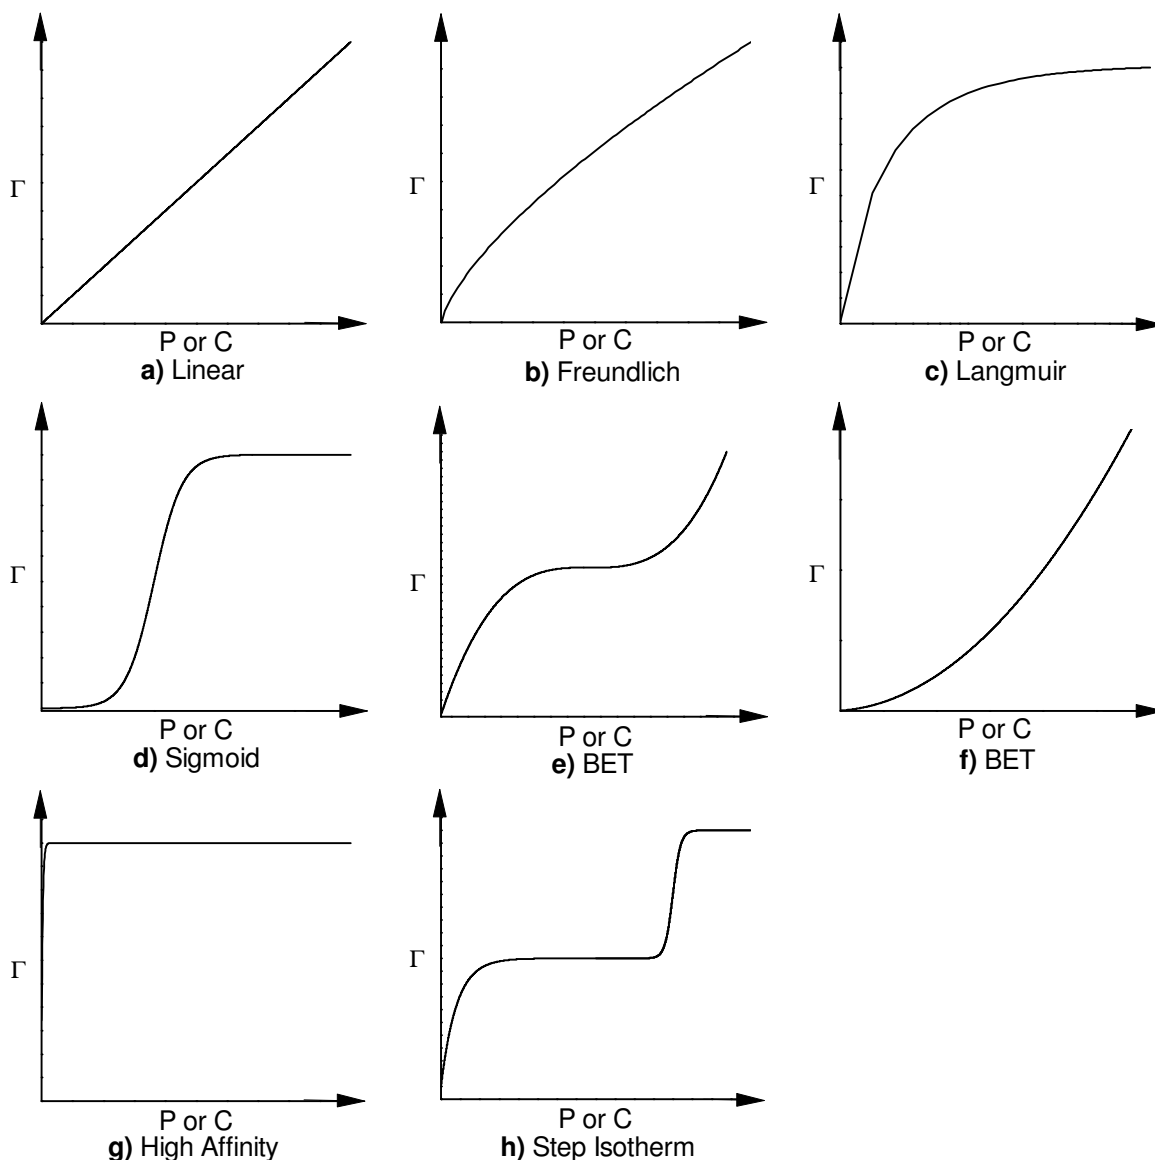 Γ
P or C
a) Linear
Γ
P or C
b) Freundlich
Γ
P or C
c) Langmuir
Γ
P or C
d) Sigmoid
Γ
P or C
e) BET
Γ
P or C
f) BET
Γ
P or C
g) High Affinity
Γ
P or C
h) Step Isotherm